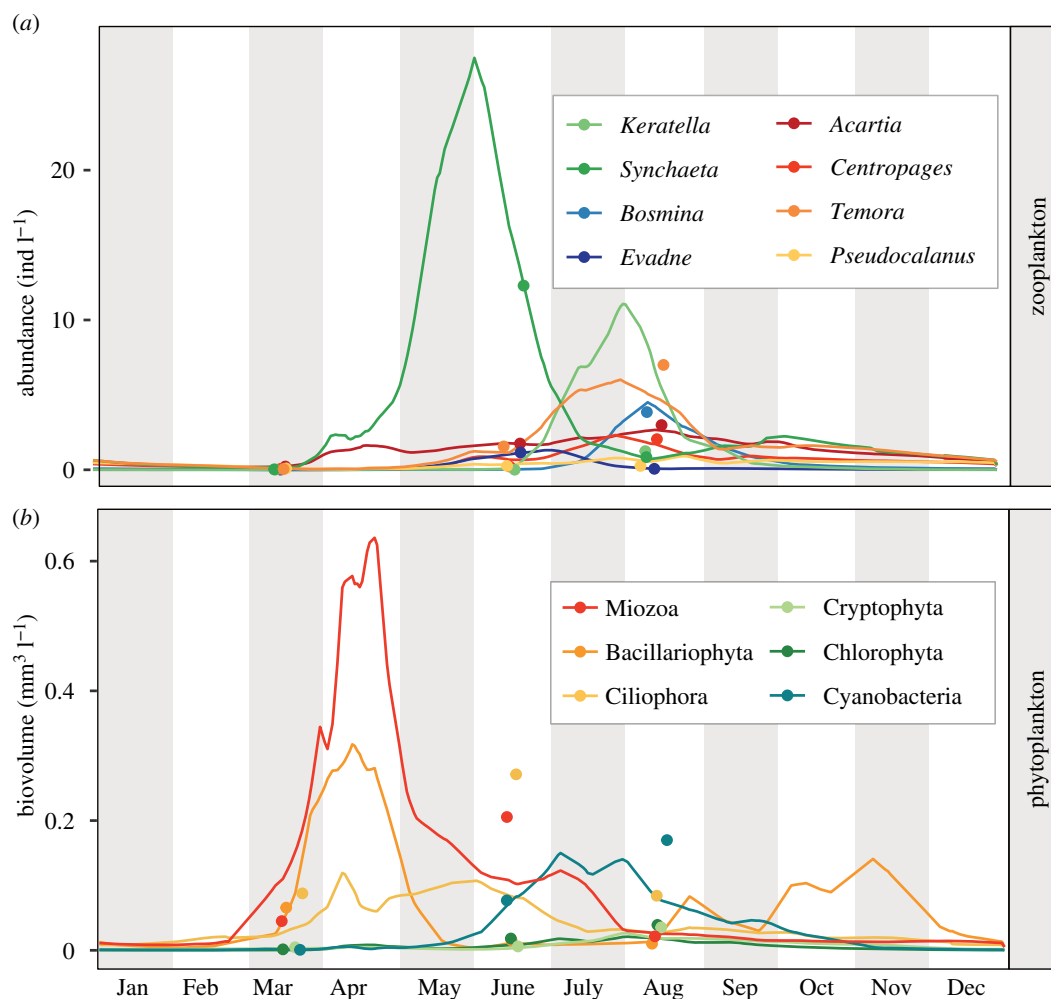 (a)
abundance (ind l⁻¹)
20
10
0
Keratella
Synchaeta
Bosmina
Evadne
Acartia
Centropages
Temora
Pseudocalanus
zooplankton
(b)
biovolume (mm³ l⁻¹)
0.6
0.4
0.2
0
Miozoa
Bacillariophyta
Ciliophora
Cryptophyta
Chlorophyta
Cyanobacteria
phytoplankton
Jan Feb Mar Apr May June July Aug Sep Oct Nov Dec